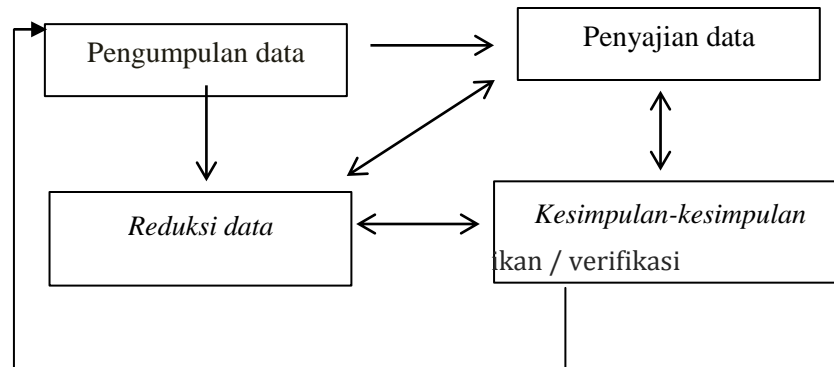 Pengumpulan data
Penyajian data
Reduksi data
Kesimpulan-kesimpulan
ikan / verifikasi